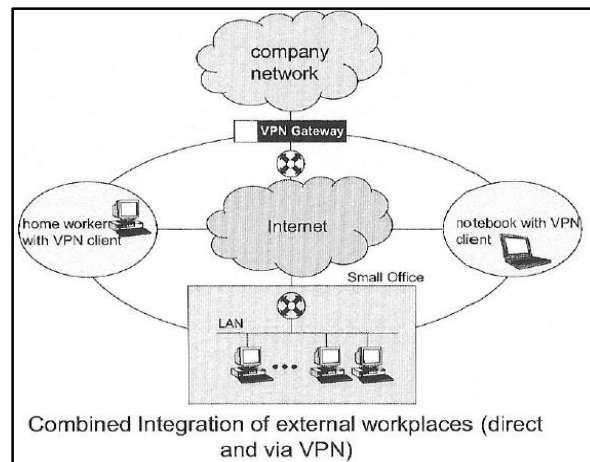 company
network
VPN Gateway
home workers
with VPN client
Internet
notebook with VPN
client
Small Office
LAN
Combined Integration of external workplaces (direct
and via VPN)